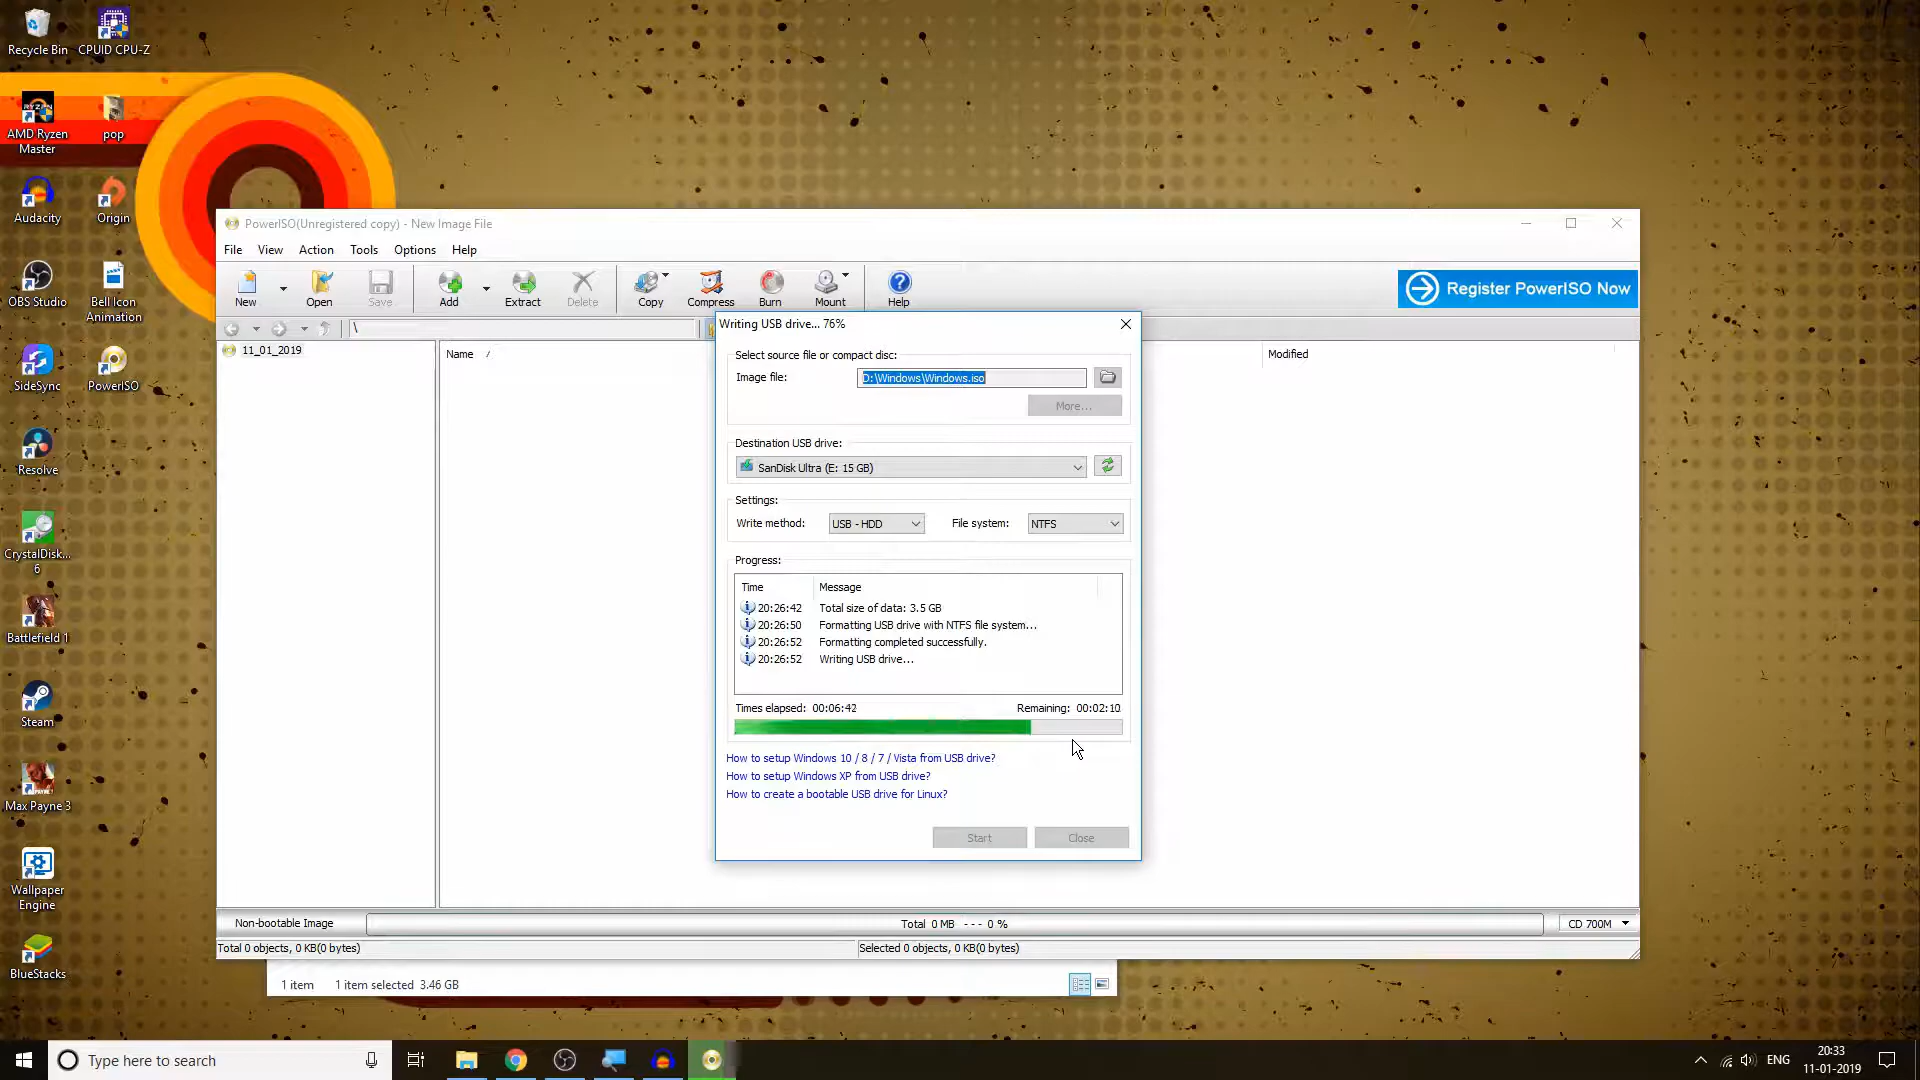 Recycle Bin
CPUID CPU-Z
AMD Ryzen
Master
pop
Audacity
Origin
OBS Studio
Bell Icon
Animation
SideSync
PowerISO
Resolve
CrystalDisk...
6
Battlefield 1
Steam
Max Payne 3
Wallpaper
Engine
BlueStacks
PowerISO(Unregistered copy) - New Image File
File View Action Tools Options Help
New Open Save Add Extract Delete Copy Compress Burn Mount Help
Register PowerISO Now
\
11_01_2019
Name /
Modified
Writing USB drive... 76%
Select source file or compact disc:
Image file: D:\Windows\Windows.iso
More...
Destination USB drive:
SanDisk Ultra (E: 15 GB)
Settings:
Write method: USB - HDD File system: NTFS
Progress:
Time Message
20:26:42 Total size of data: 3.5 GB
20:26:50 Formatting USB drive with NTFS file system...
20:26:52 Formatting completed successfully.
20:26:52 Writing USB drive...
Times elapsed: 00:06:42 Remaining: 00:02:10
How to setup Windows 10 / 8 / 7 / Vista from USB drive?
How to setup Windows XP from USB drive?
How to create a bootable USB drive for Linux?
Start Close
Non-bootable Image Total 0 MB --- 0 % CD 700M
Total 0 objects, 0 KB(0 bytes) Selected 0 objects, 0 KB(0 bytes)
1 item 1 item selected 3.46 GB
Type here to search
ENG
20:33
11-01-2019